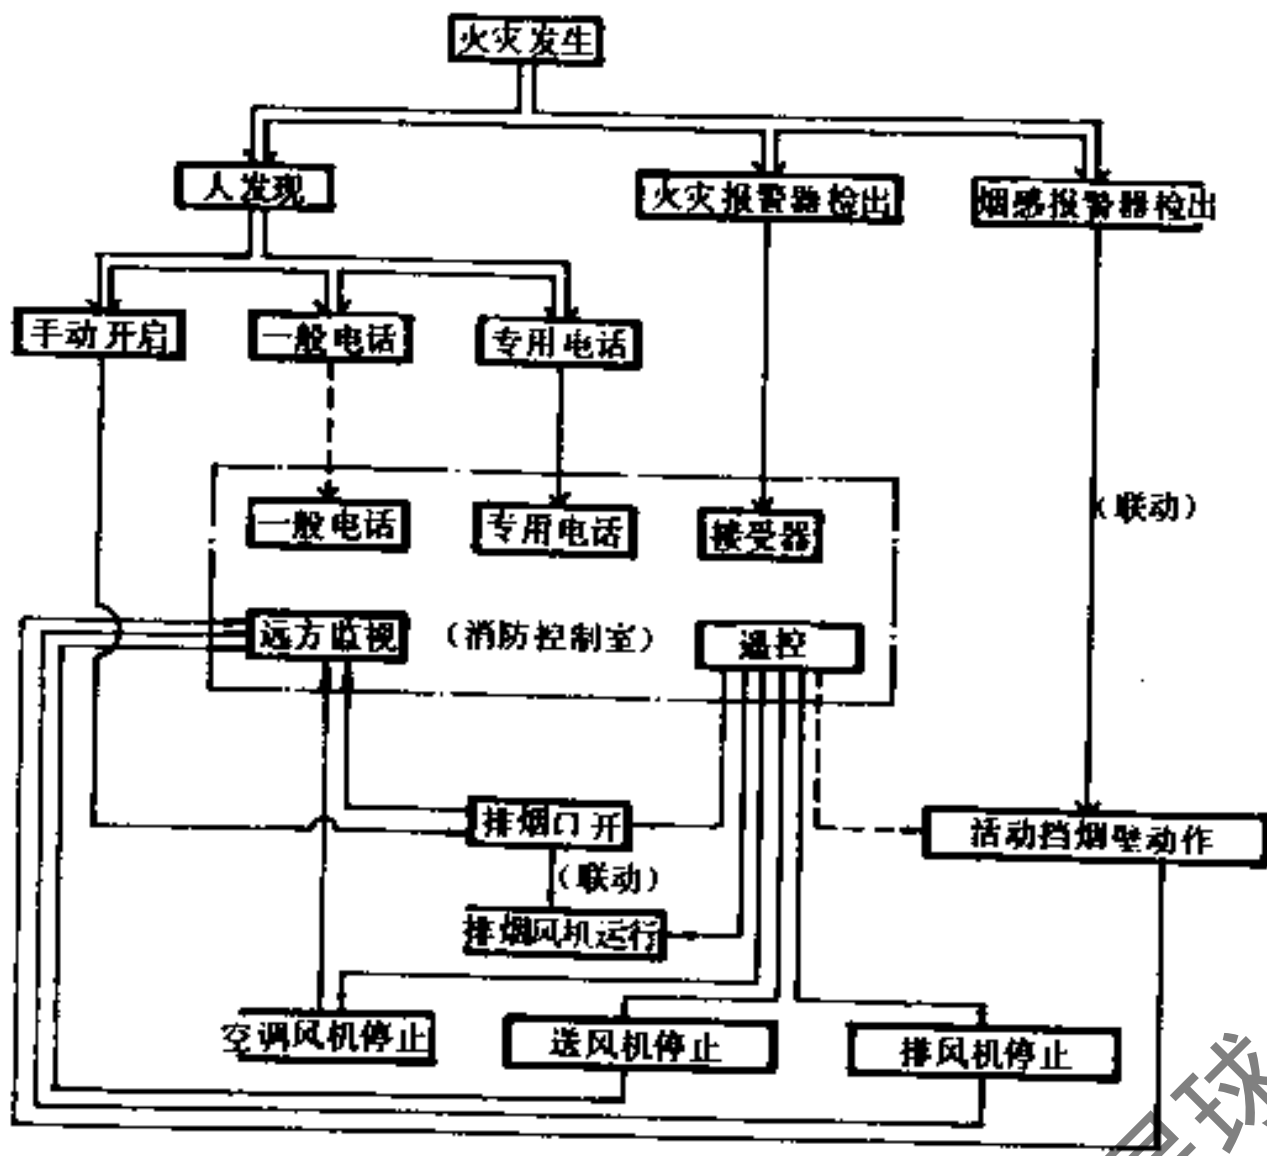 火灾发生
人发现
火灾报警器检出
烟感报警器检出
手动开启
一般电话
专用电话
一般电话
专用电话
接受器
（联动）
远方监视
（消防控制室）
遥控
排烟口开
活动挡烟壁动作
（联动）
排烟风机运行
空调风机停止
送风机停止
排风机停止
星球